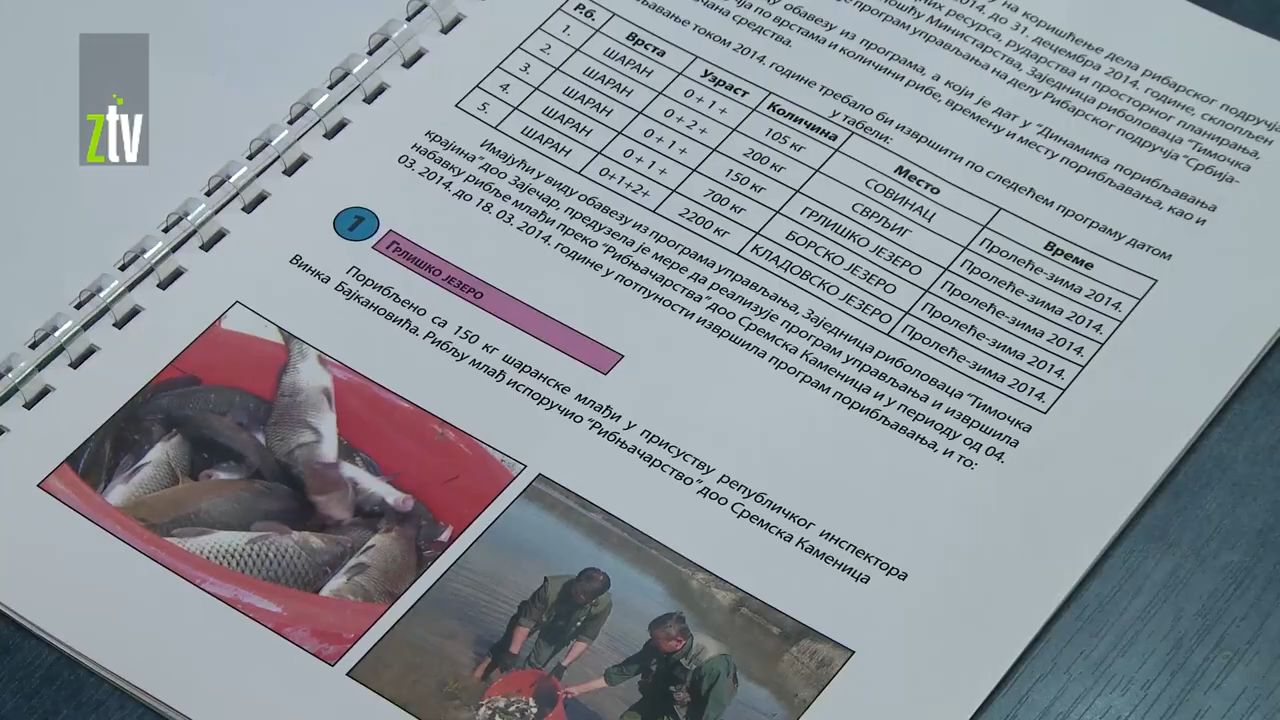 ztv
на коришћење дела рибарског подручја
2014. до 31. децембра 2014. године, склопљен
ресурса, рударства и просторног планирања,
Министарства, Заједница риболоваца "Тимочка
програм управљања на делу Рибарског подручја "Србија-
обавезу из програма, а који је дат у "Динамика порибљавања
по врстама и количини рибе, времену и месту порибљавања, као и
средства.
током 2014. године требало би извршити по следећем програму датом
у табели:
Р.б. Врста Узраст Количина Место Време
1. ШАРАН 0 + 1 + 105 кг СОВИНАЦ Пролеће-зима 2014.
2. ШАРАН 0 + 2 + 200 кг СВРЉИГ Пролеће-зима 2014.
3. ШАРАН 0 + 1 + 150 кг ГРЛИШКО ЈЕЗЕРО Пролеће-зима 2014.
4. ШАРАН 0 + 1 + 700 кг БОРСКО ЈЕЗЕРО Пролеће-зима 2014.
5. ШАРАН 0+1+2+ 2200 кг КЛАДОВСКО ЈЕЗЕРО Пролеће-зима 2014.
Имајући у виду обавезу из програма управљања, Заједница риболоваца "Тимочка
крајина" доо Зајечар, предузела је мере да реализује програм управљања и извршила
набавку рибље млађи преко "Рибњачарства" доо Сремска Каменица и у периоду од 04.
03. 2014. до 18. 03. 2014. године у потпуности извршила програм порибљавања, и то:
1 ГРЛИШКО ЈЕЗЕРО
Порибљено са 150 кг шаранске млађи у присуству републичког инспектора
Винка Бајкановића. Рибљу млађ испоручио "Рибњачарство" доо Сремска Каменица